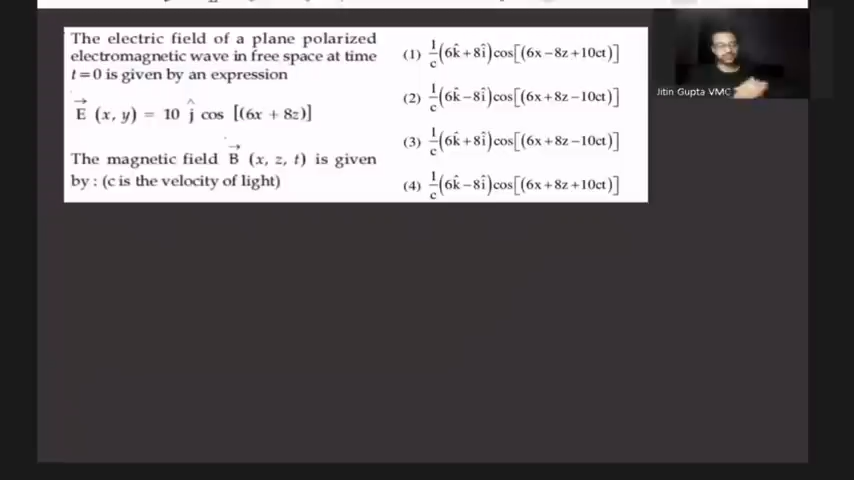 The electric field of a plane polarized
electromagnetic wave in free space at time
t=0 is given by an expression
E⃗ (x, y) = 10 ĵ cos [(6x + 8z)]
The magnetic field B⃗ (x, z, t) is given
by : (c is the velocity of light)
(1) 1/c (6k̂ + 8î) cos[(6x − 8z + 10ct)]
(2) 1/c (6k̂ − 8î) cos[(6x + 8z − 10ct)]
(3) 1/c (6k̂ + 8î) cos[(6x + 8z − 10ct)]
(4) 1/c (6k̂ − 8î) cos[(6x + 8z + 10ct)]
Jitin Gupta VMC